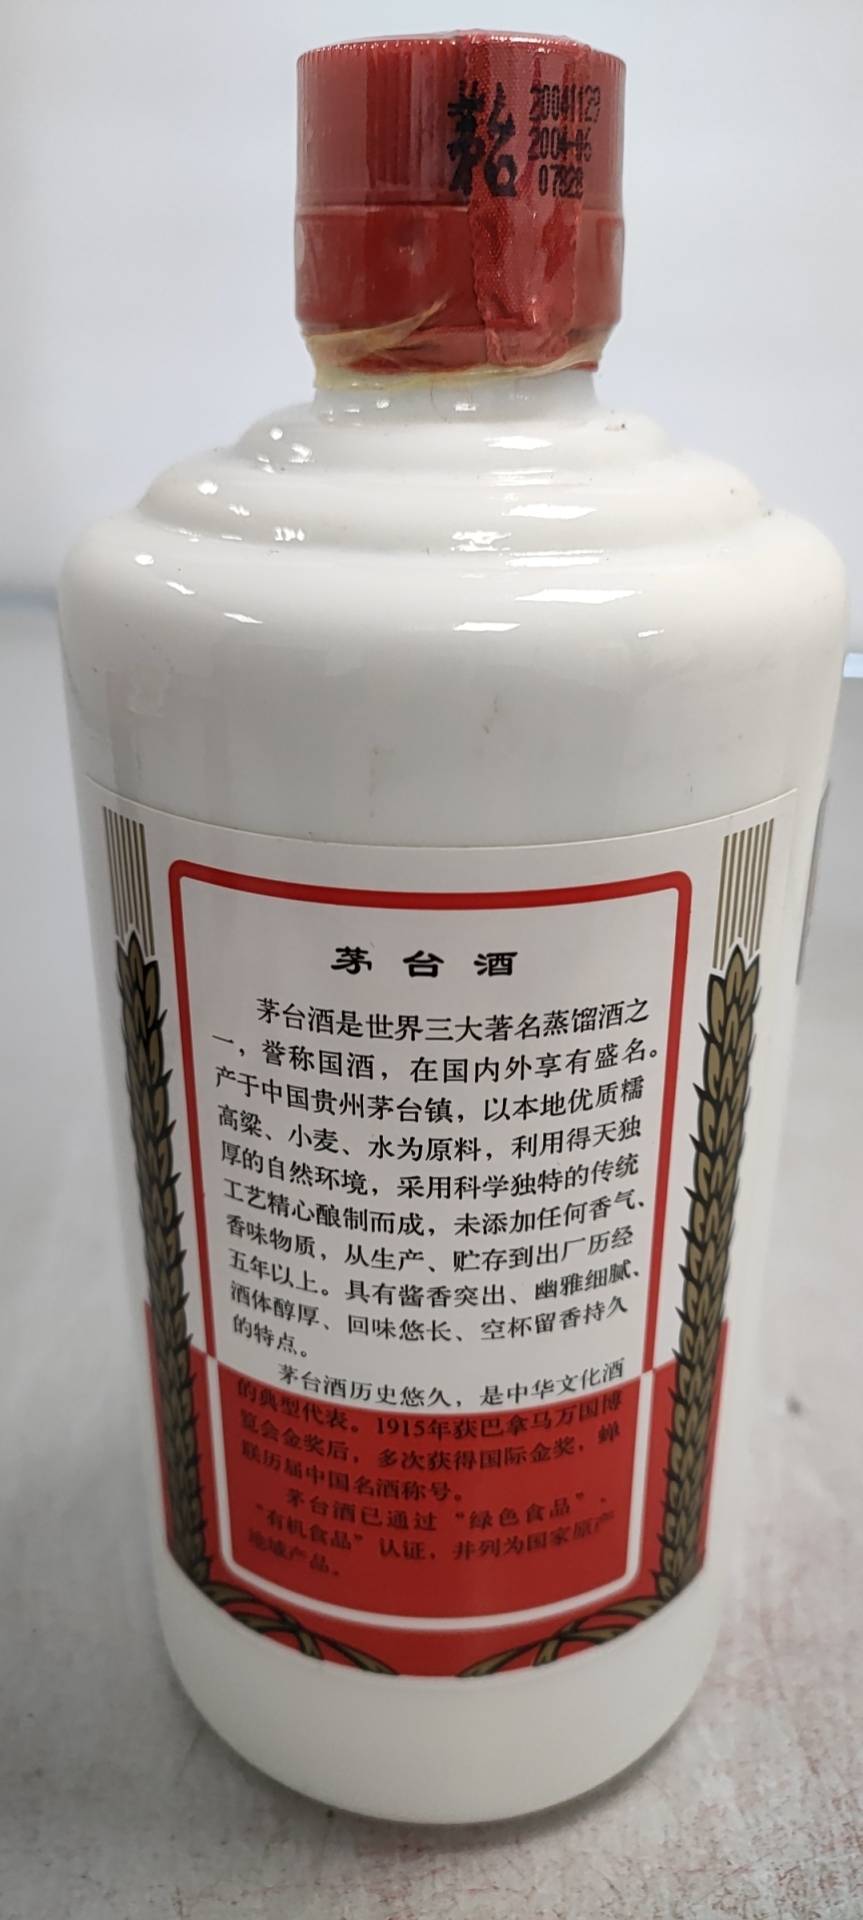 茅台
20041129
2004-06
07828
茅台酒
茅台酒是世界三大著名蒸馏酒之
一，誉称国酒，在国内外享有盛名。
产于中国贵州茅台镇，以本地优质糯
高粱、小麦、水为原料，利用得天独
厚的自然环境，采用科学独特的传统
工艺精心酿制而成，未添加任何香气、
香味物质，从生产、贮存到出厂历经
五年以上。具有酱香突出、幽雅细腻、
酒体醇厚、回味悠长、空杯留香持久
的特点。
茅台酒历史悠久，是中华文化酒
的典型代表。1915年获巴拿马万国博
览会金奖后，多次获得国际金奖，蝉
联历届中国名酒称号。
茅台酒已通过“绿色食品”、
“有机食品”认证，并列为国家原产
地域产品。